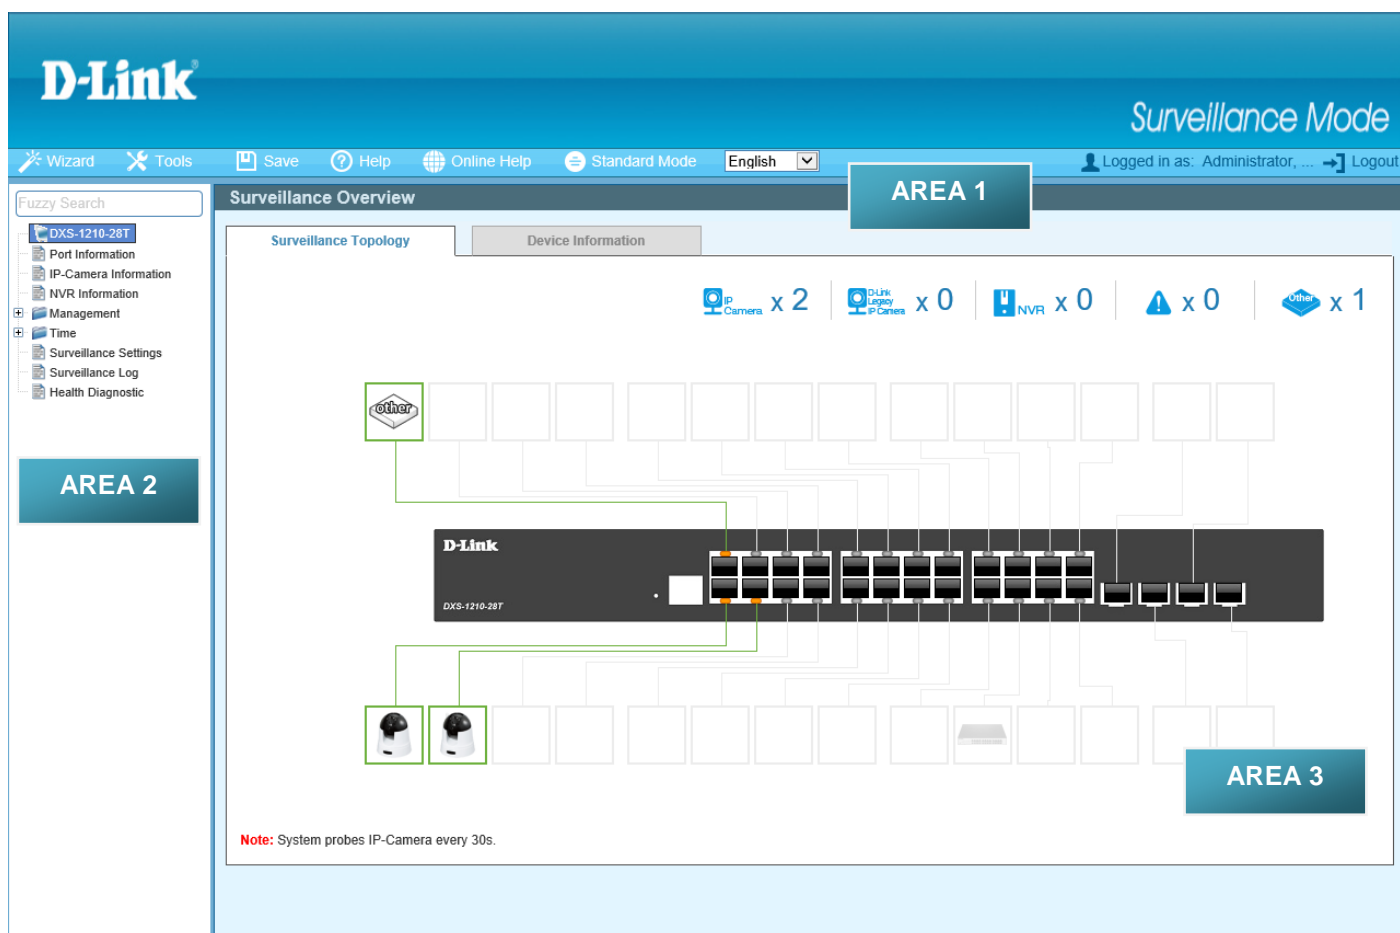 D-Link®
Surveillance Mode
Wizard Tools Save Help Online Help Standard Mode English Logged in as: Administrator, ... Logout
AREA 1
Fuzzy Search
DXS-1210-28T
Port Information
IP-Camera Information
NVR Information
Management
Time
Surveillance Settings
Surveillance Log
Health Diagnostic
AREA 2
Surveillance Overview
Surveillance Topology Device Information
IP Camera x 2
D-Link Legacy IP Camera x 0
NVR x 0
x 0
Other x 1
other
D-Link
DXS-1210-28T
AREA 3
Note: System probes IP-Camera every 30s.